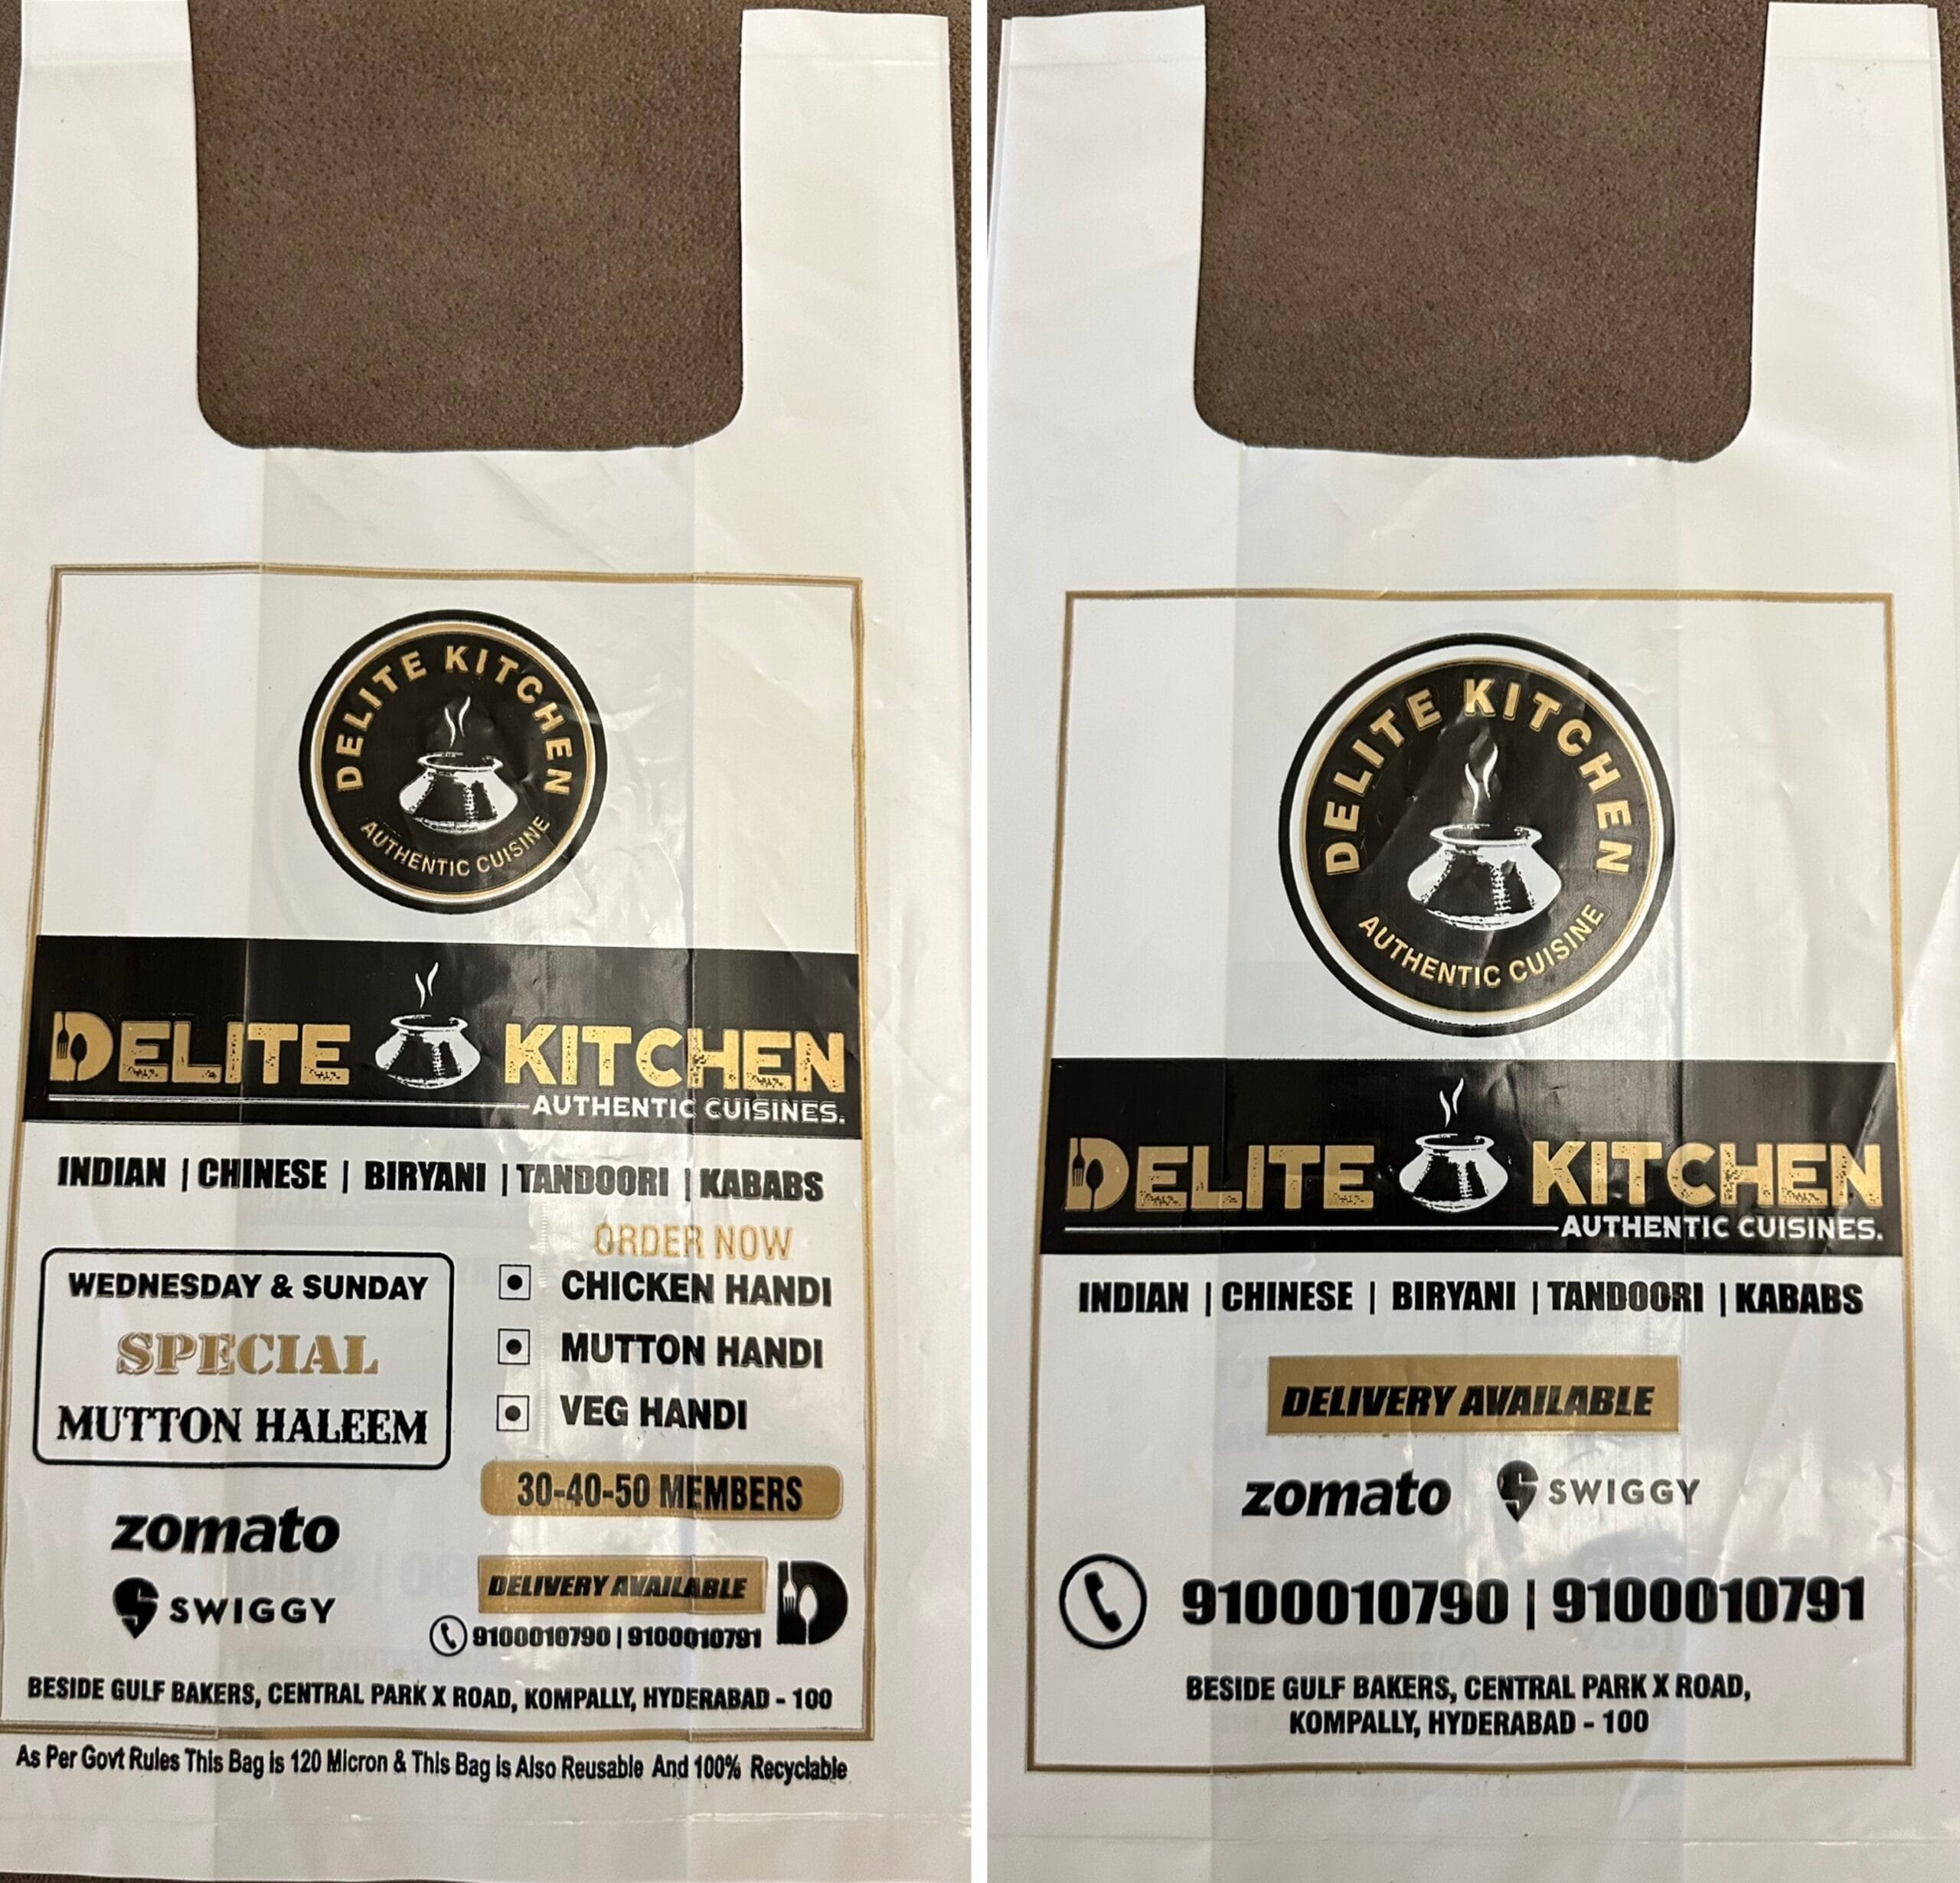 DELITE KITCHEN
AUTHENTIC CUISINE
DELITE KITCHEN
AUTHENTIC CUISINES.
INDIAN | CHINESE | BIRYANI | TANDOORI | KABABS
WEDNESDAY & SUNDAY
SPECIAL
MUTTON HALEEM
ORDER NOW
CHICKEN HANDI
MUTTON HANDI
VEG HANDI
30-40-50 MEMBERS
zomato
SWIGGY
DELIVERY AVAILABLE
D
9100010790 | 9100010791
BESIDE GULF BAKERS, CENTRAL PARK X ROAD, KOMPALLY, HYDERABAD - 100
As Per Govt Rules This Bag is 120 Micron & This Bag is Also Reusable And 100% Recyclable
DELITE KITCHEN
AUTHENTIC CUISINE
DELITE KITCHEN
AUTHENTIC CUISINES.
INDIAN | CHINESE | BIRYANI | TANDOORI | KABABS
DELIVERY AVAILABLE
zomato SWIGGY
9100010790 | 9100010791
BESIDE GULF BAKERS, CENTRAL PARK X ROAD,
KOMPALLY, HYDERABAD - 100